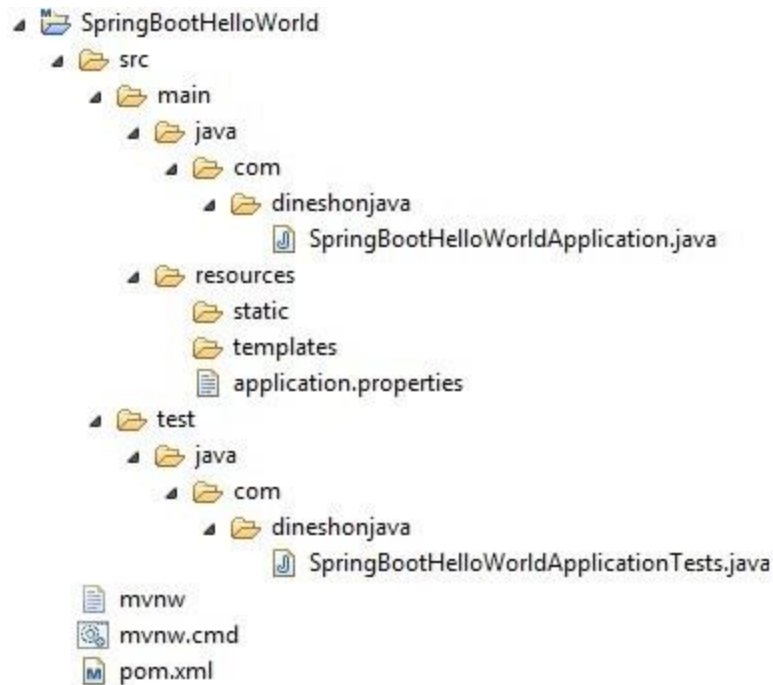 SpringBootHelloWorld
src
main
java
com
dineshonjava
SpringBootHelloWorldApplication.java
resources
static
templates
application.properties
test
java
com
dineshonjava
SpringBootHelloWorldApplicationTests.java
mvnw
mvnw.cmd
pom.xml